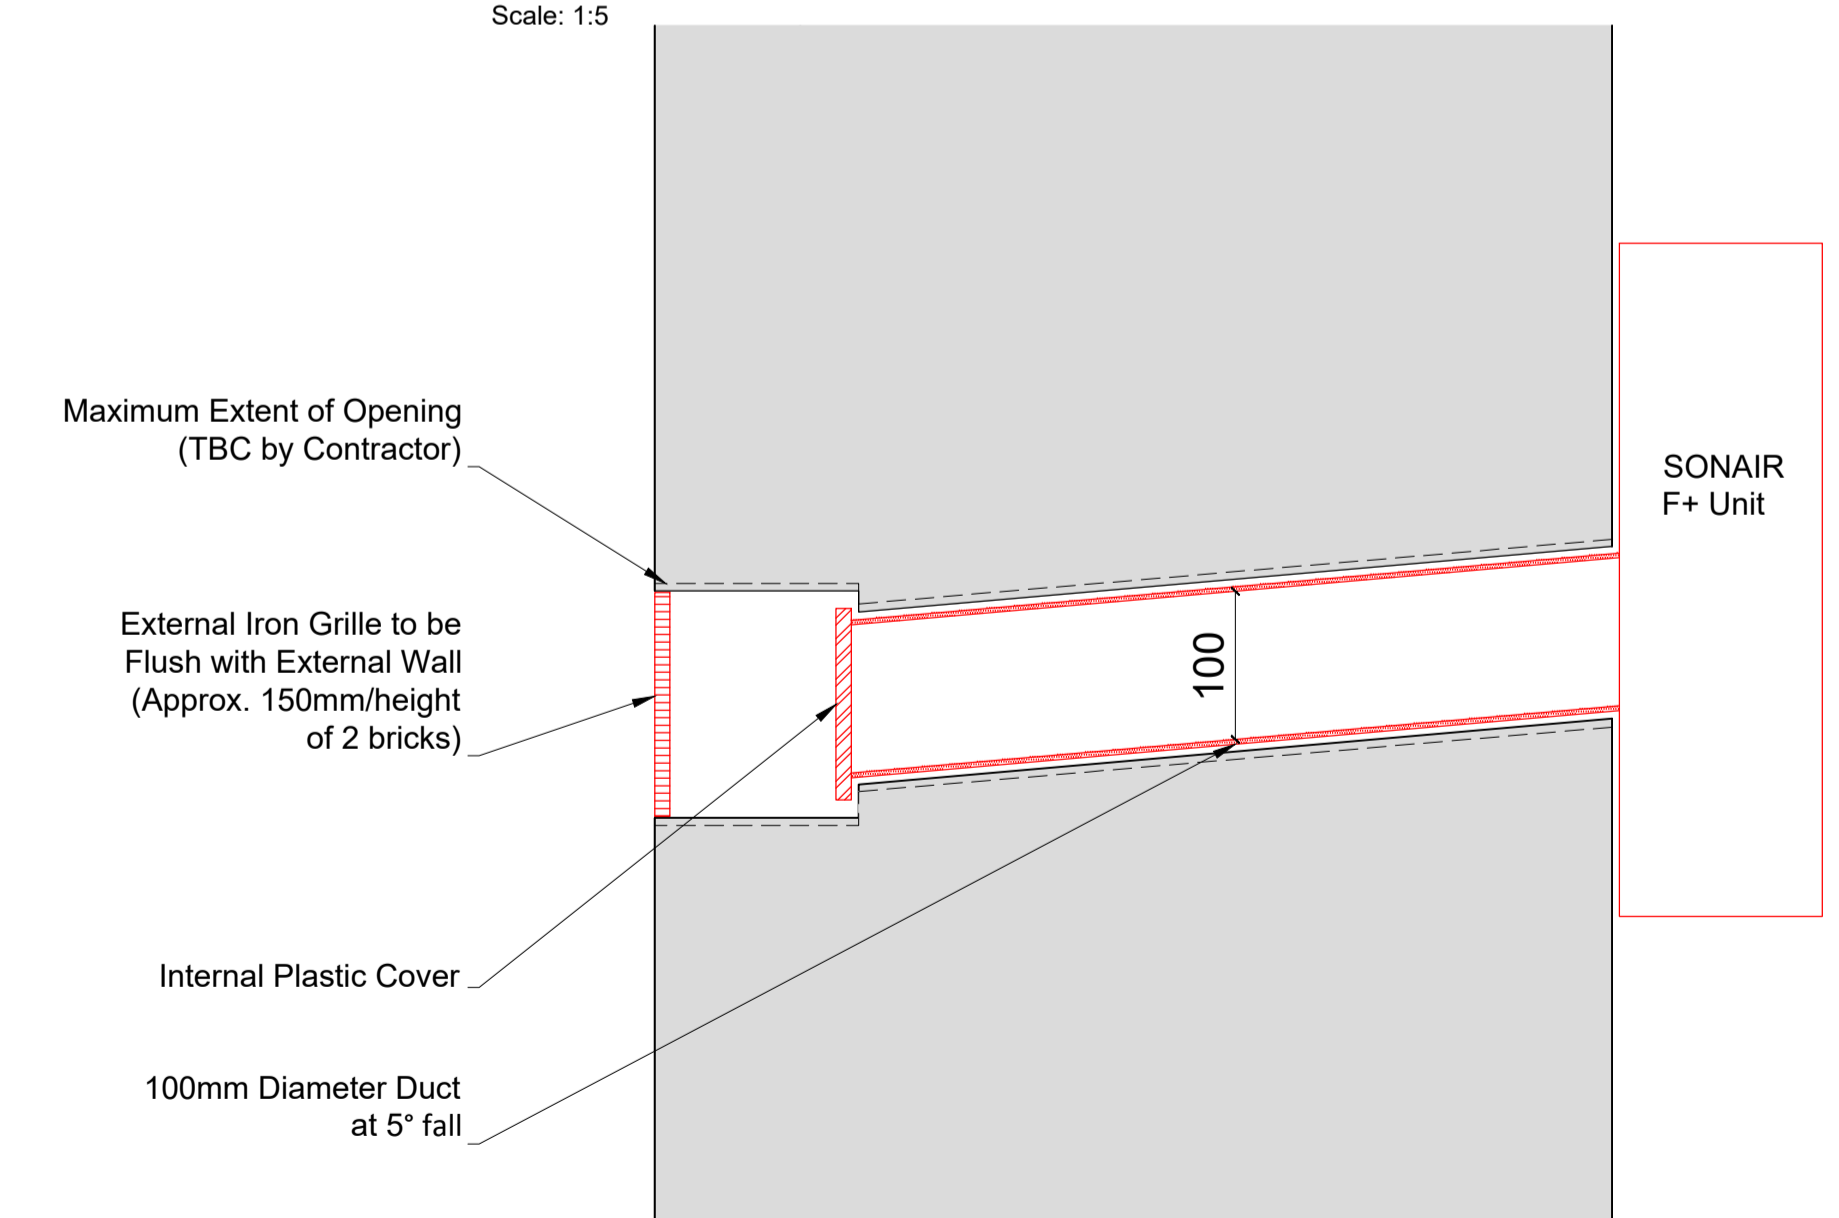 Scale: 1:5
Maximum Extent of Opening
(TBC by Contractor)
External Iron Grille to be
Flush with External Wall
(Approx. 150mm/height
of 2 bricks)
Internal Plastic Cover
100mm Diameter Duct
at 5° fall
100
SONAIR
F+ Unit